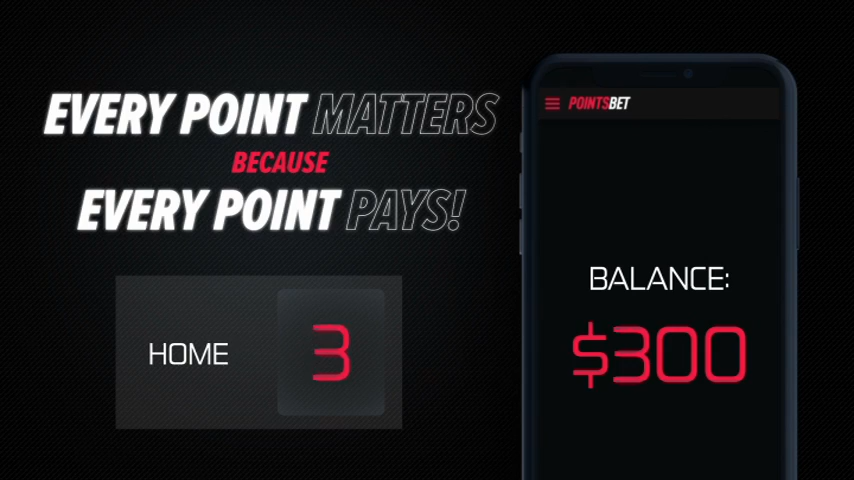 EVERY POINT MATTERS
BECAUSE
EVERY POINT PAYS!
HOME 3
POINTSBET
BALANCE:
$300